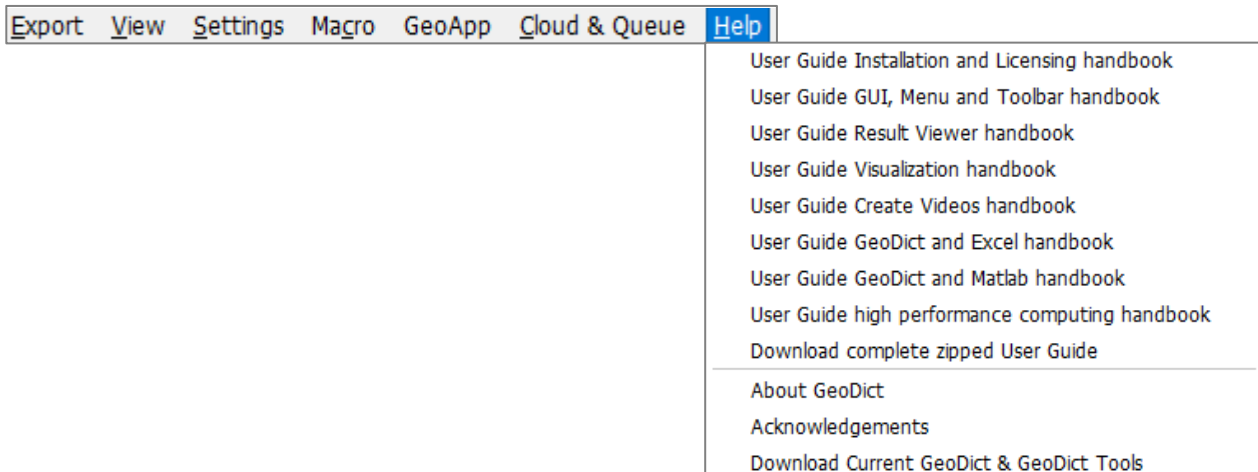 Export View Settings Macro GeoApp Cloud & Queue Help
User Guide Installation and Licensing handbook
User Guide GUI, Menu and Toolbar handbook
User Guide Result Viewer handbook
User Guide Visualization handbook
User Guide Create Videos handbook
User Guide GeoDict and Excel handbook
User Guide GeoDict and Matlab handbook
User Guide high performance computing handbook
Download complete zipped User Guide
About GeoDict
Acknowledgements
Download Current GeoDict & GeoDict Tools